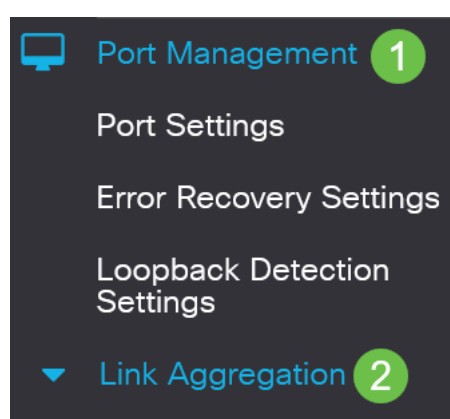 Port Management 1
Port Settings
Error Recovery Settings
Loopback Detection
Settings
Link Aggregation 2